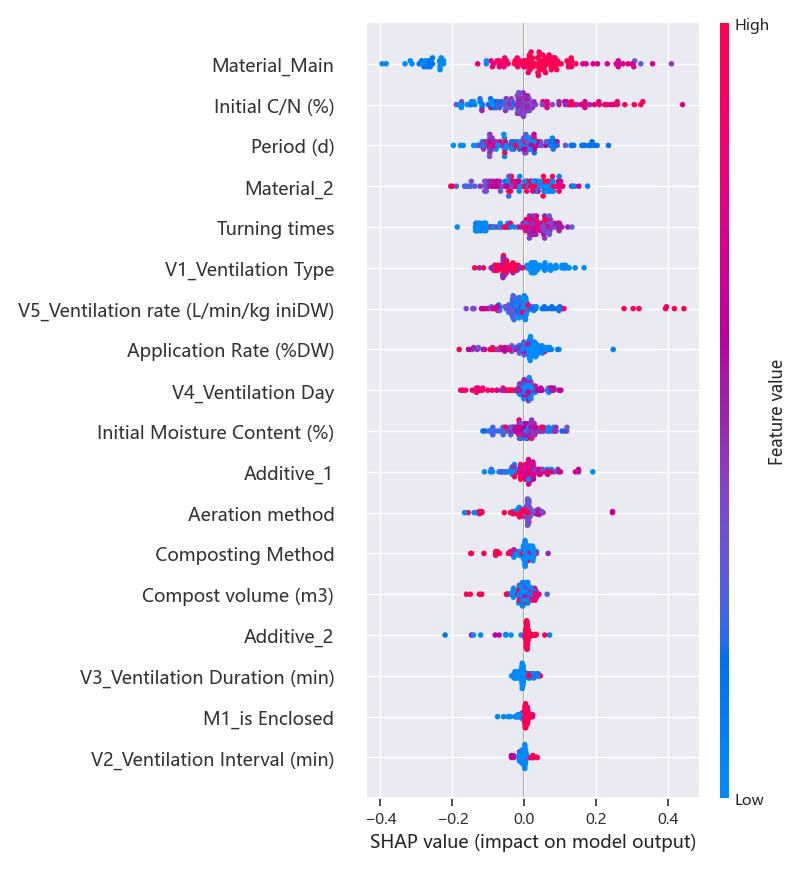 High
Material_Main
Initial C/N (%)
Period (d)
Material_2
Turning times
V1_Ventilation Type
V5_Ventilation rate (L/min/kg iniDW)
Application Rate (%DW)
V4_Ventilation Day
Initial Moisture Content (%)
Additive_1
Aeration method
Composting Method
Compost volume (m3)
Additive_2
V3_Ventilation Duration (min)
M1_is Enclosed
V2_Ventilation Interval (min)
Feature value
Low
−0.4 −0.2 0.0 0.2 0.4
SHAP value (impact on model output)